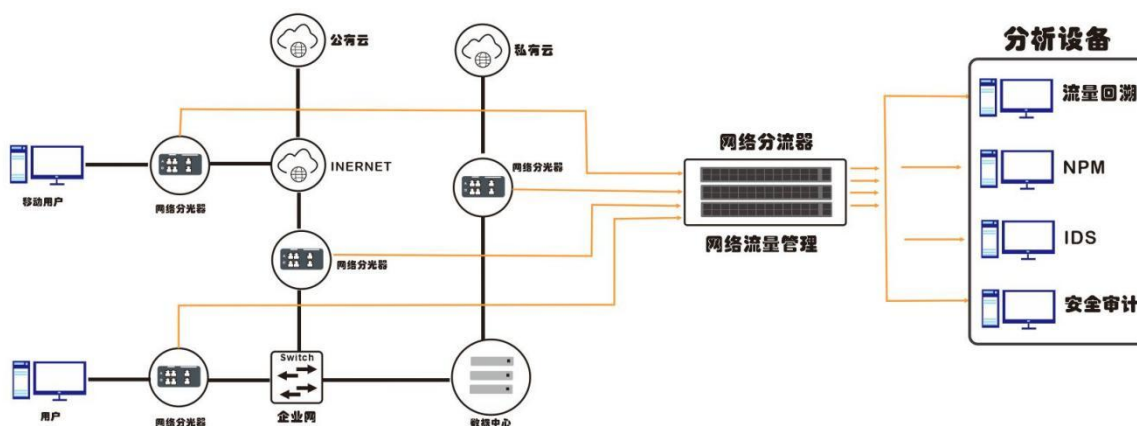 公有云
私有云
分析设备
流量回溯
网络分流器
INERNET
网络分光器
NPM
移动用户
网络分光器
网络分光器
网络流量管理
IDS
安全审计
Switch
用户
网络分光器
企业网
数据中心